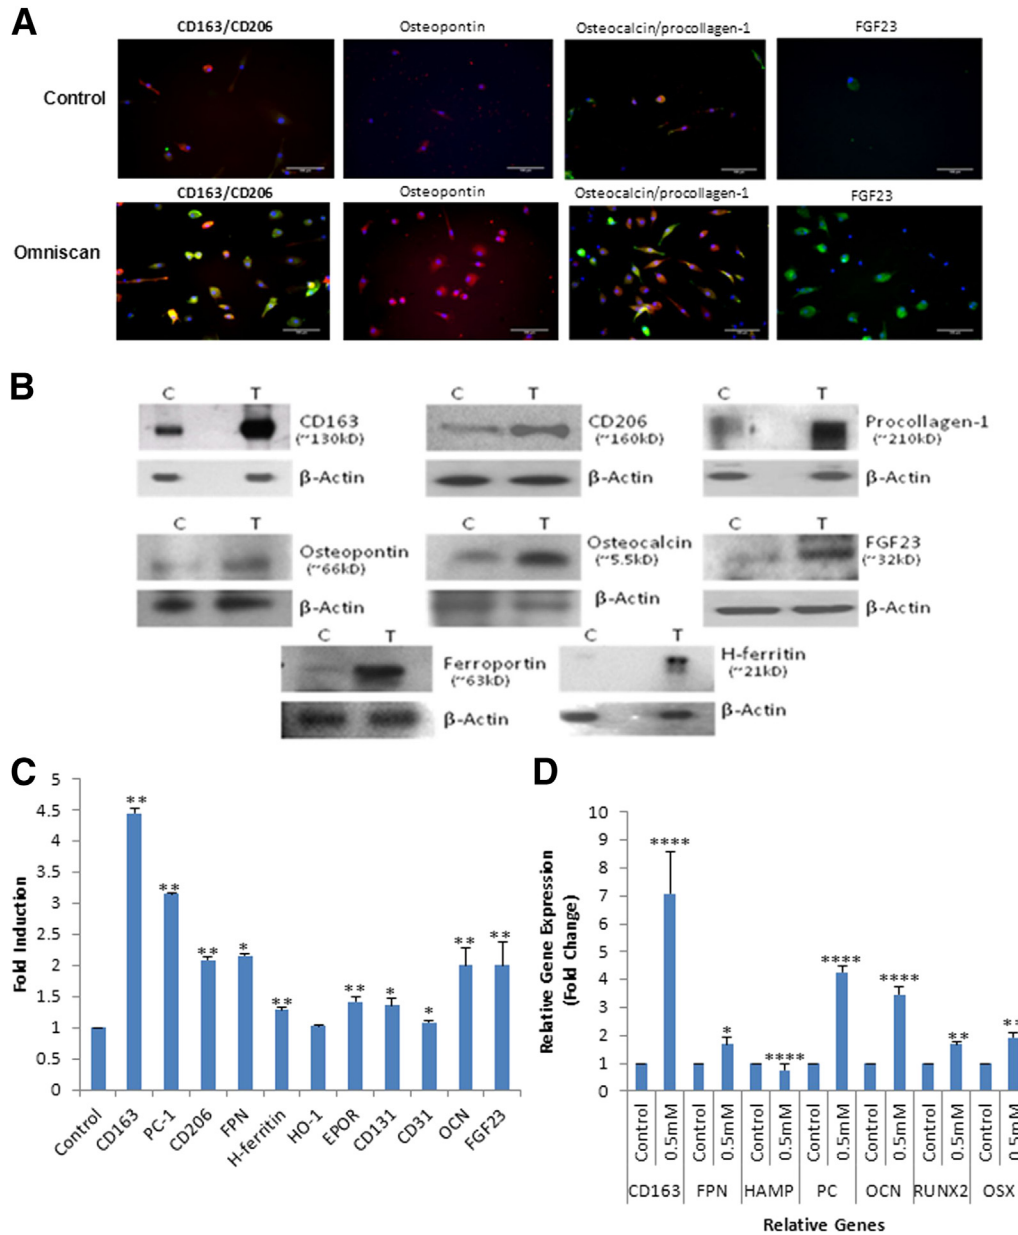 A
CD163/CD206 Osteopontin Osteocalcin/procollagen-1 FGF23
Control
CD163/CD206 Osteopontin Osteocalcin/procollagen-1 FGF23
Omniscan
B
C T C T C T
CD163 CD206 Procollagen-1
(~130kD) (~160kD) (~210kD)
β-Actin β-Actin β-Actin
C T C T C T
Osteopontin Osteocalcin FGF23
(~66kD) (~5.5kD) (~32kD)
β-Actin β-Actin β-Actin
C T C T
Ferroportin H-ferritin
(~63kD) (~21kD)
β-Actin β-Actin
C
Fold Induction
5
4.5
4
3.5
3
2.5
2
1.5
1
0.5
0
** ** ** * ** ** * * ** **
Control CD163 PC-1 CD206 FPN H-ferritin HO-1 EPOR CD131 CD31 OCN FGF23
D
Relative Gene Expression
(Fold Change)
10
9
8
7
6
5
4
3
2
1
0
**** * **** **** **** ** **
Control 0.5mM Control 0.5mM Control 0.5mM Control 0.5mM Control 0.5mM Control 0.5mM Control 0.5mM
CD163 FPN HAMP PC OCN RUNX2 OSX
Relative Genes